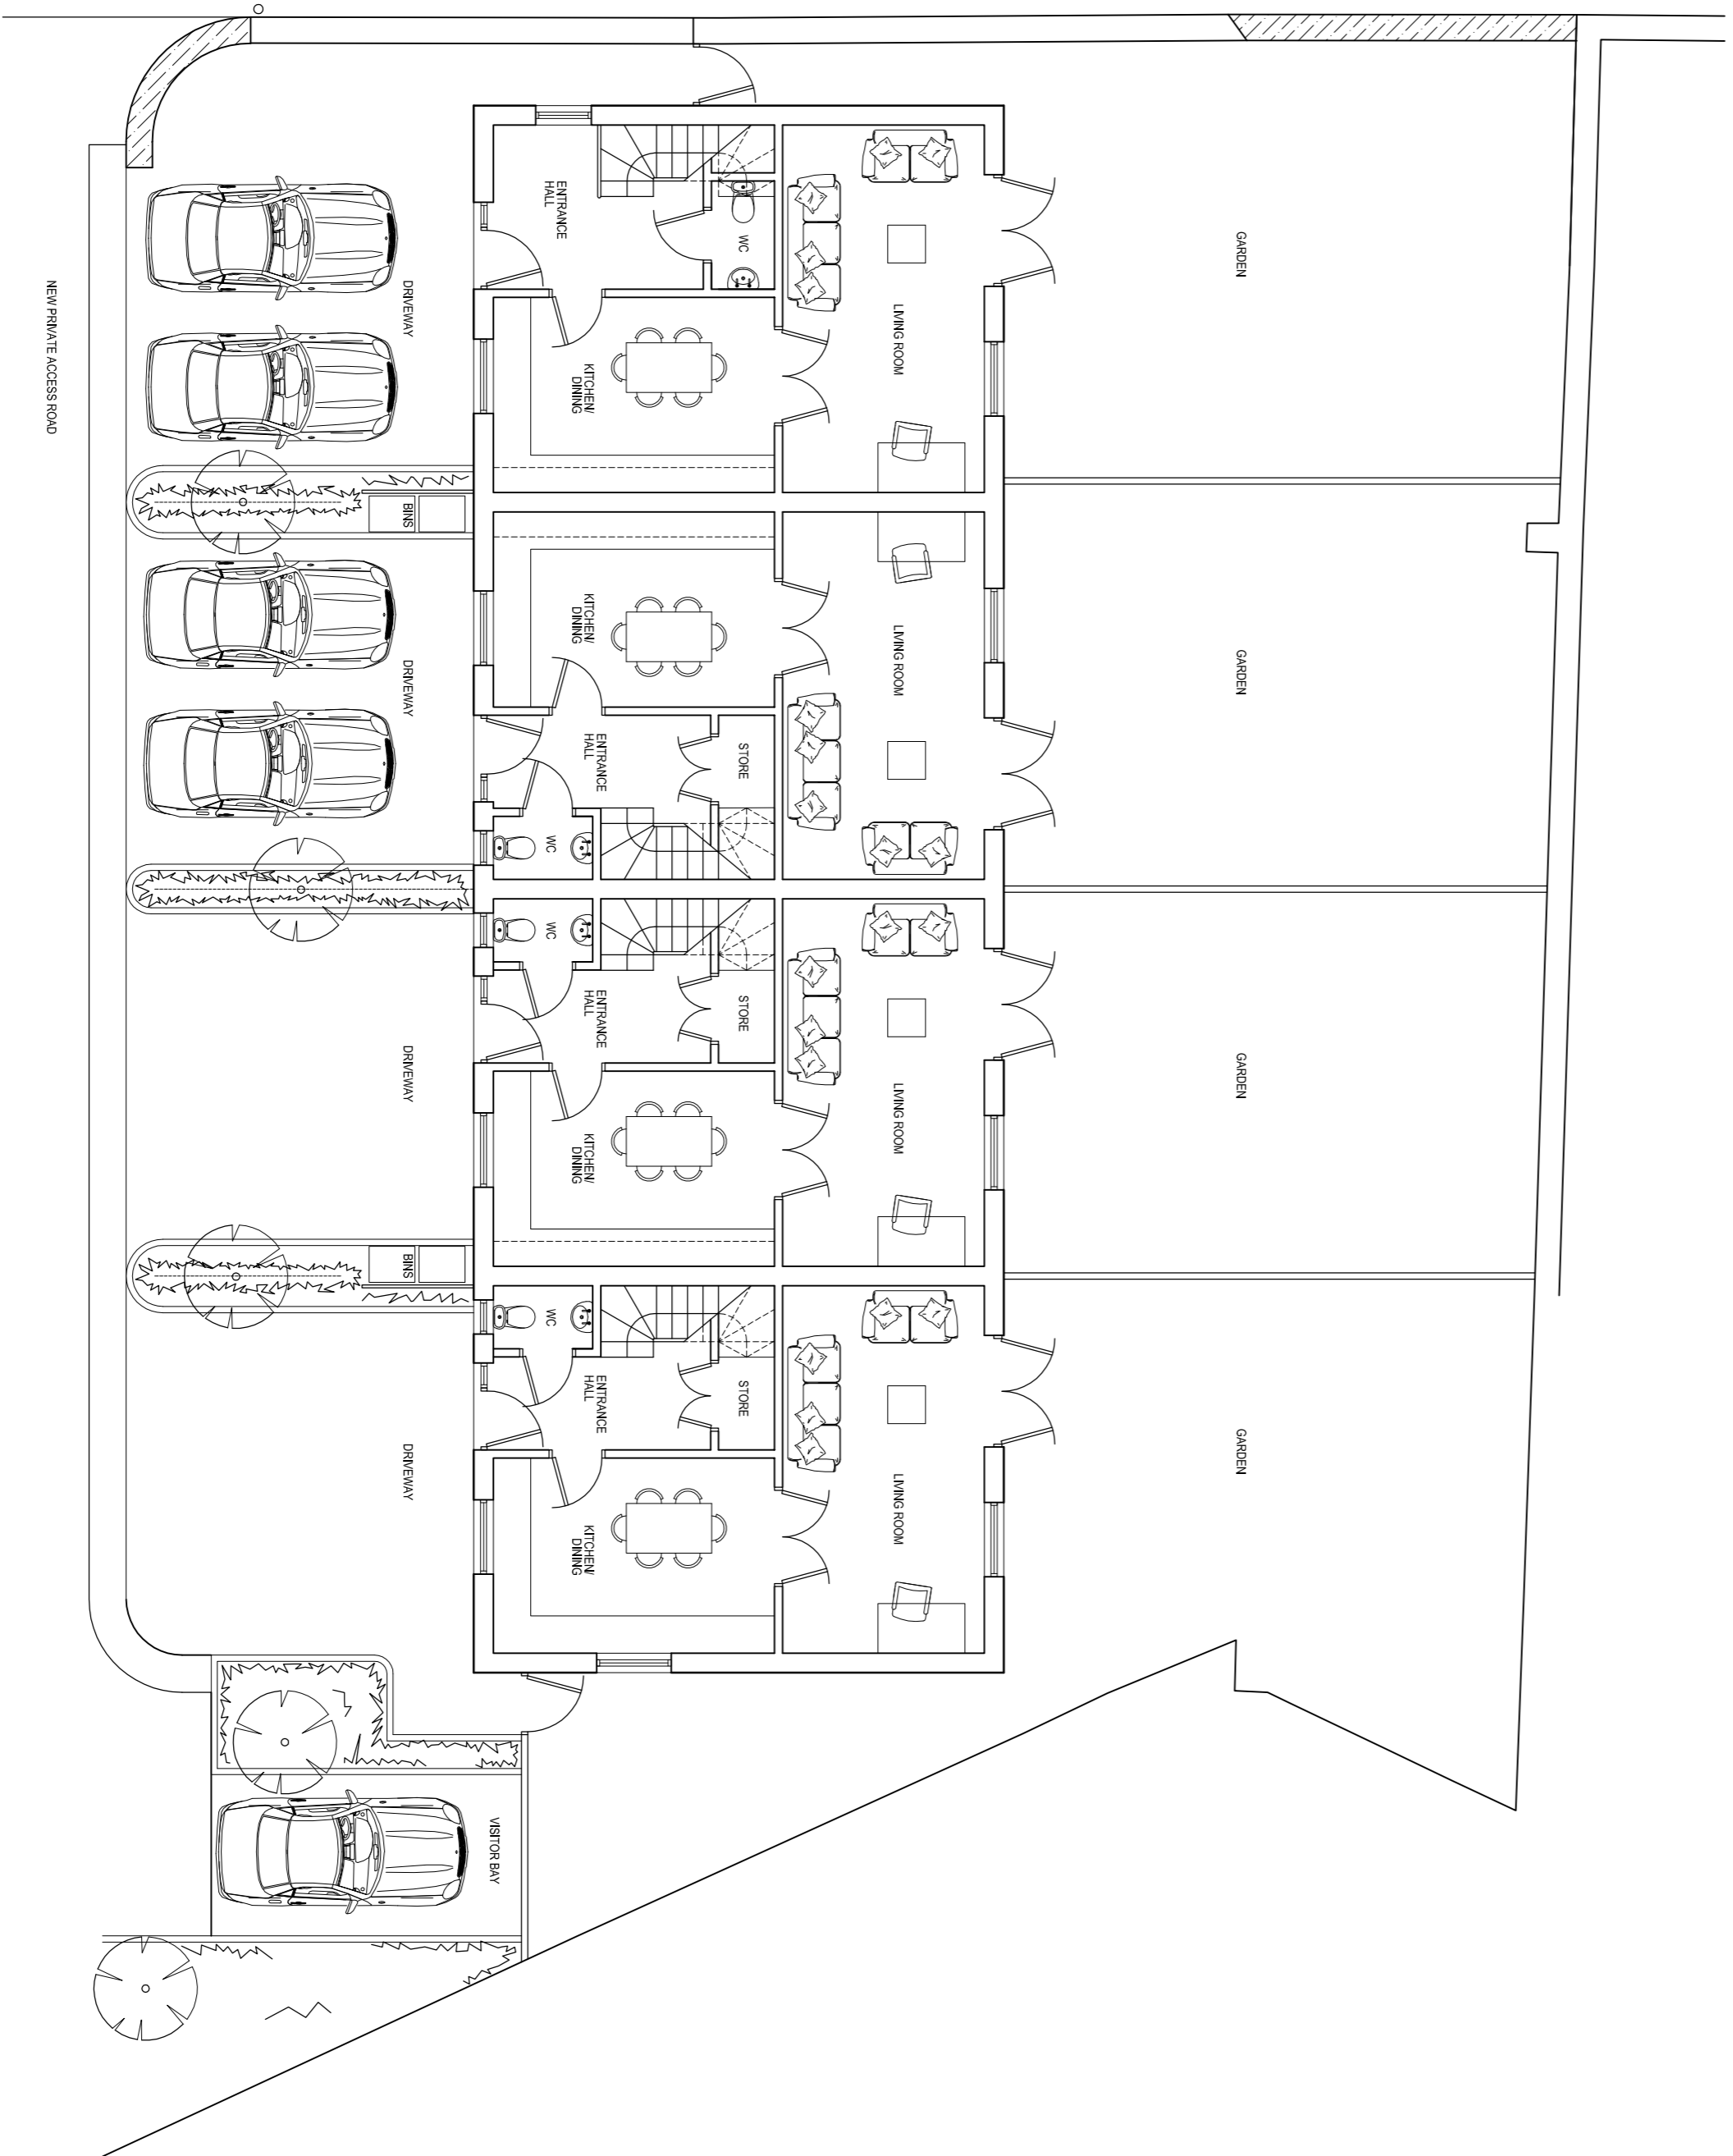 GARDEN
GARDEN
GARDEN
GARDEN
LIVING ROOM
LIVING ROOM
LIVING ROOM
LIVING ROOM
WC
STORE
STORE
STORE
ENTRANCE
HALL
KITCHEN/
DINING
KITCHEN/
DINING
ENTRANCE
HALL
WC
WC
ENTRANCE
HALL
KITCHEN/
DINING
WC
ENTRANCE
HALL
KITCHEN/
DINING
VISITOR BAY
DRIVEWAY
BINS
DRIVEWAY
DRIVEWAY
BINS
DRIVEWAY
NEW PRIVATE ACCESS ROAD